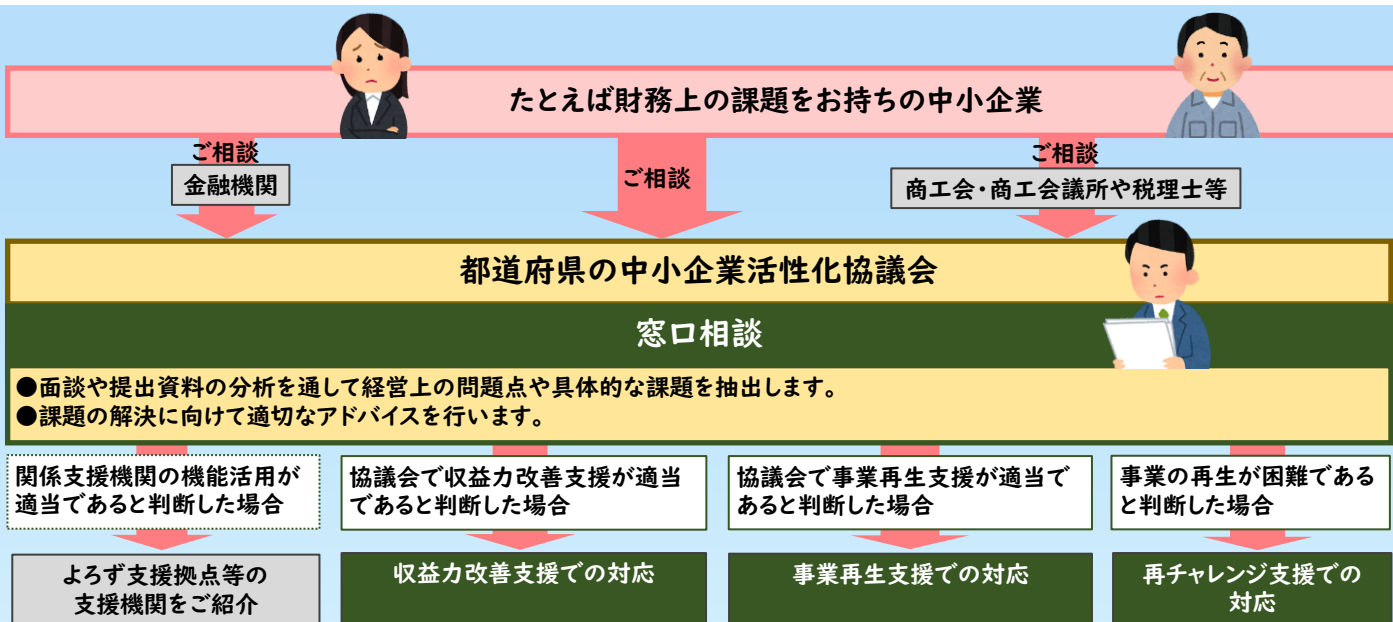 たとえば財務上の課題をお持ちの中小企業
ご相談
金融機関
ご相談
ご相談
商工会・商工会議所や税理士等
都道府県の中小企業活性化協議会
窓口相談
●面談や提出資料の分析を通して経営上の問題点や具体的な課題を抽出します。
●課題の解決に向けて適切なアドバイスを行います。
関係支援機関の機能活用が
適当であると判断した場合
協議会で収益力改善支援が適当
であると判断した場合
協議会で事業再生支援が適当で
あると判断した場合
事業の再生が困難である
と判断した場合
よろず支援拠点等の
支援機関をご紹介
収益力改善支援での対応
事業再生支援での対応
再チャレンジ支援での
対応